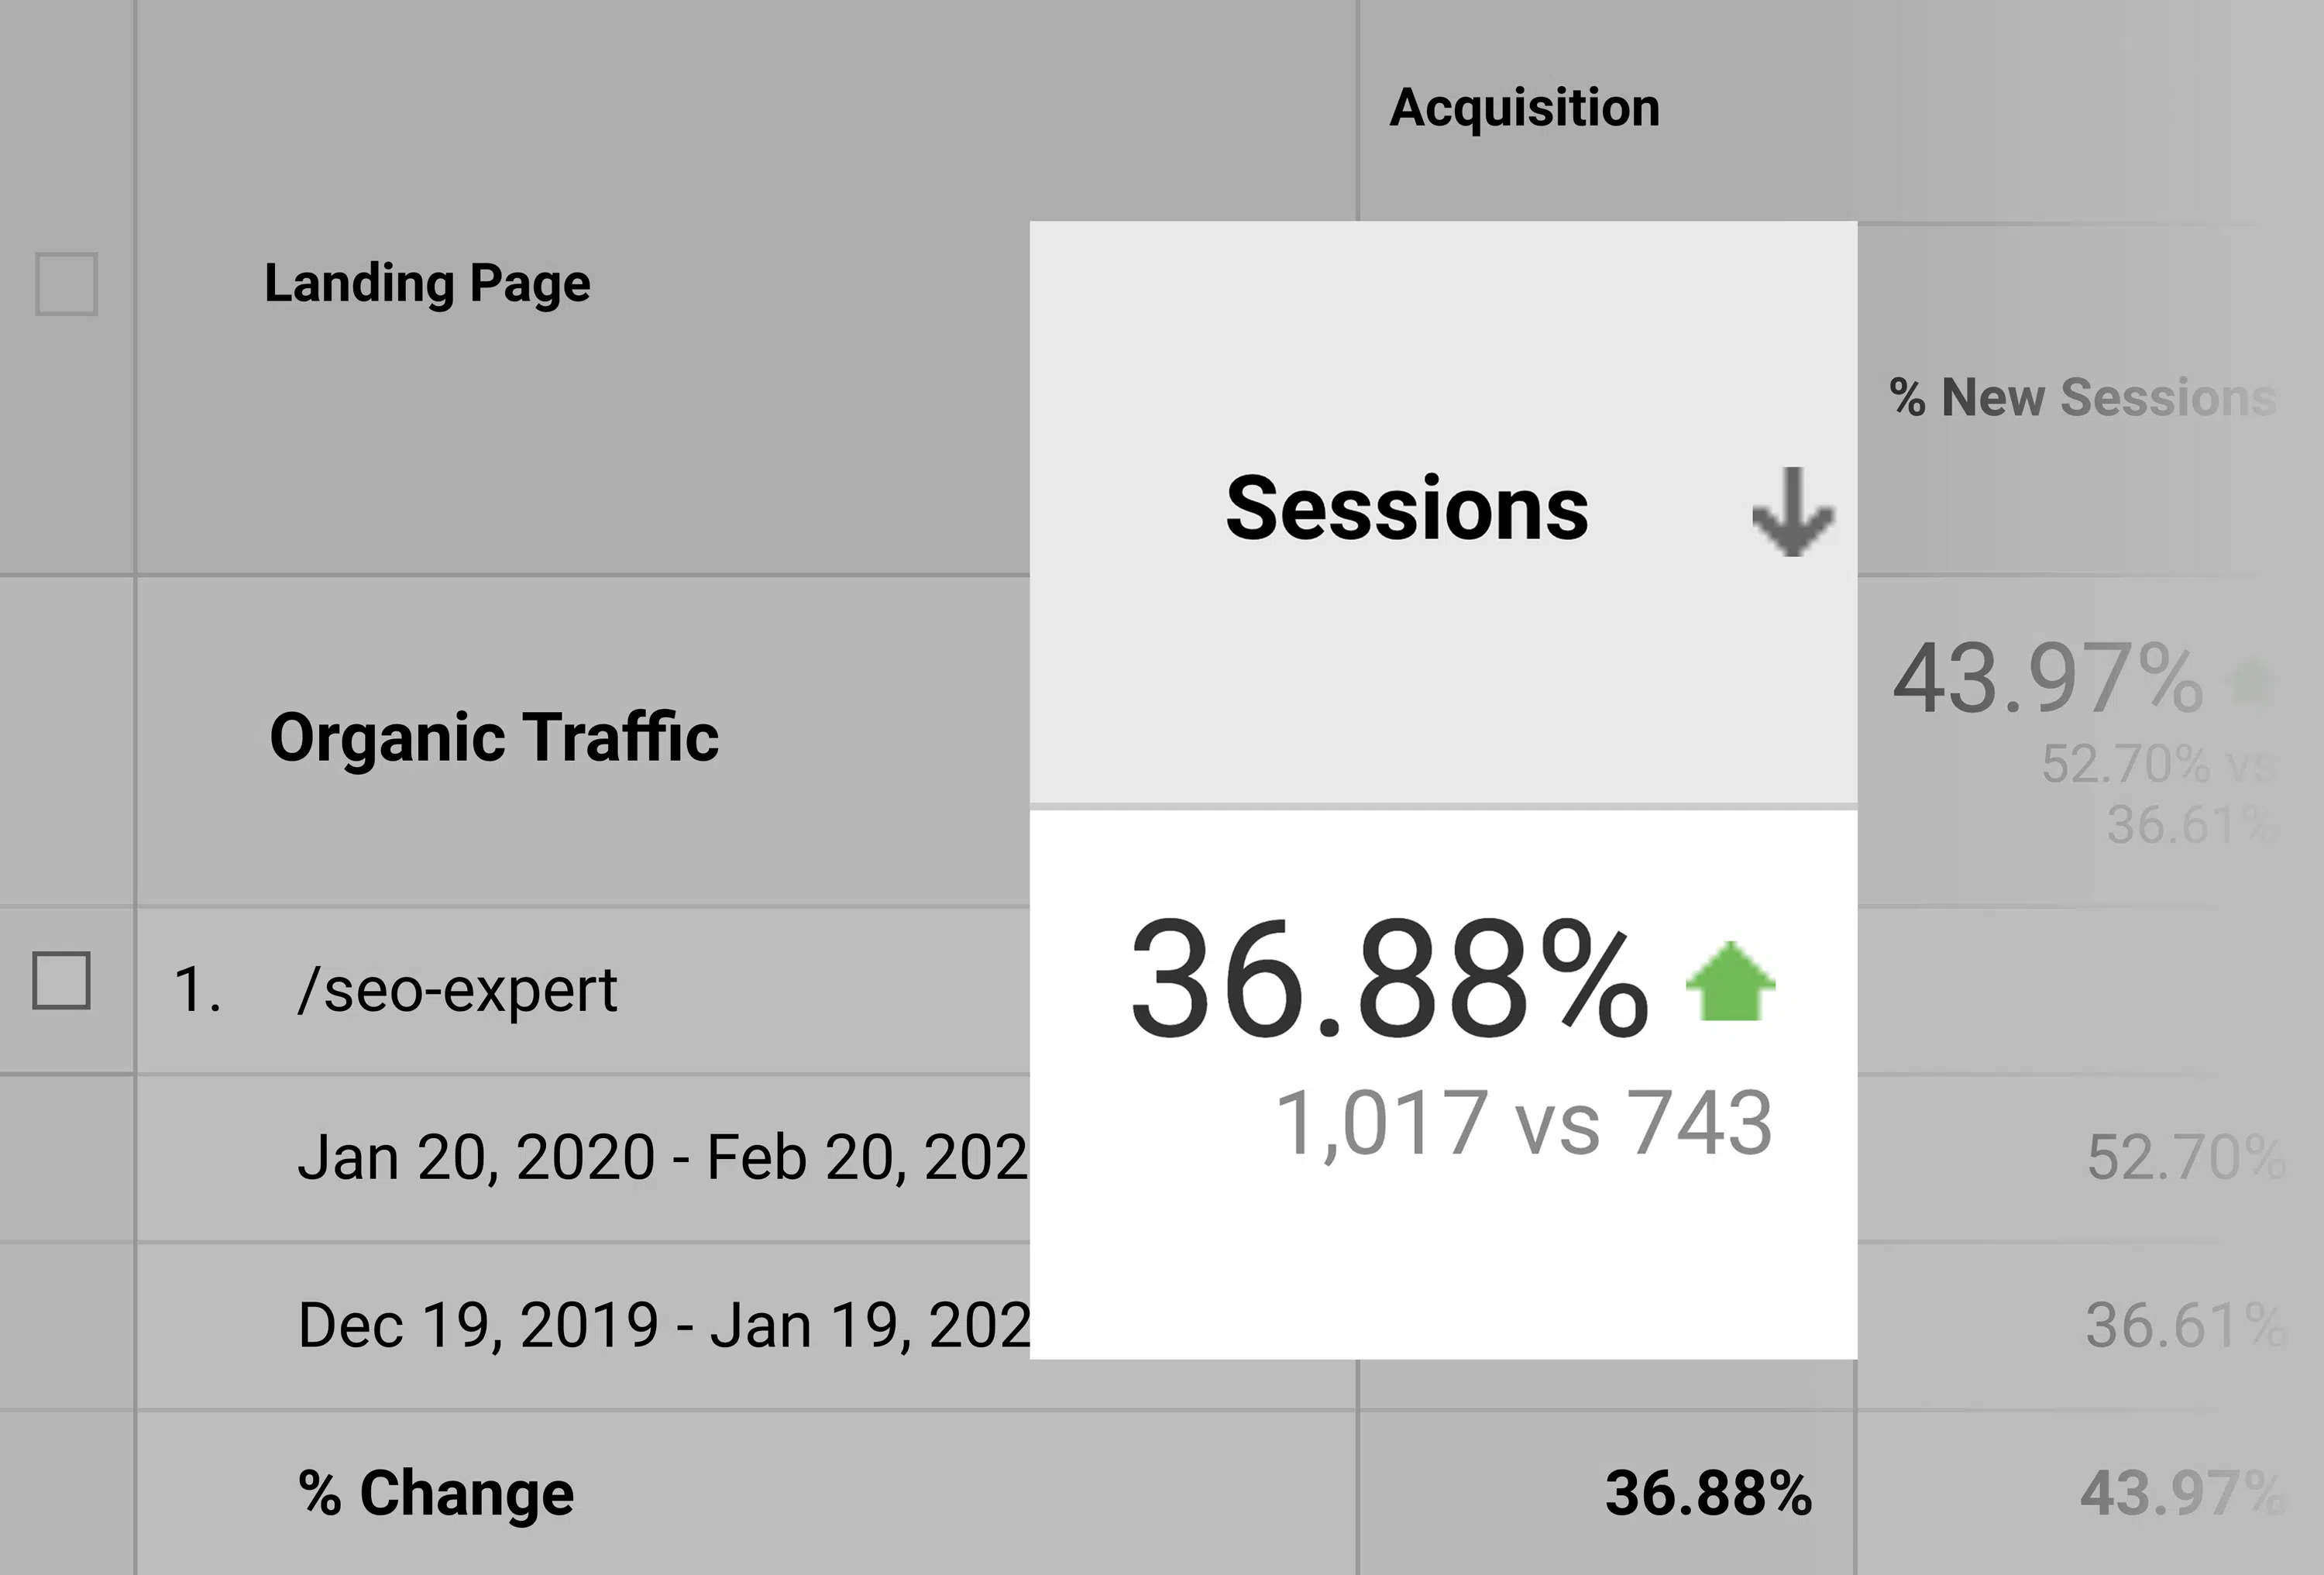 Acquisition
Landing Page
% New Sessions
Sessions
Organic Traffic
43.97%
52.70% vs
36.61%
36.88%
1,017 vs 743
1. /seo-expert
Jan 20, 2020 - Feb 20, 202
52.70%
Dec 19, 2019 - Jan 19, 202
36.61%
% Change
36.88%
43.97%